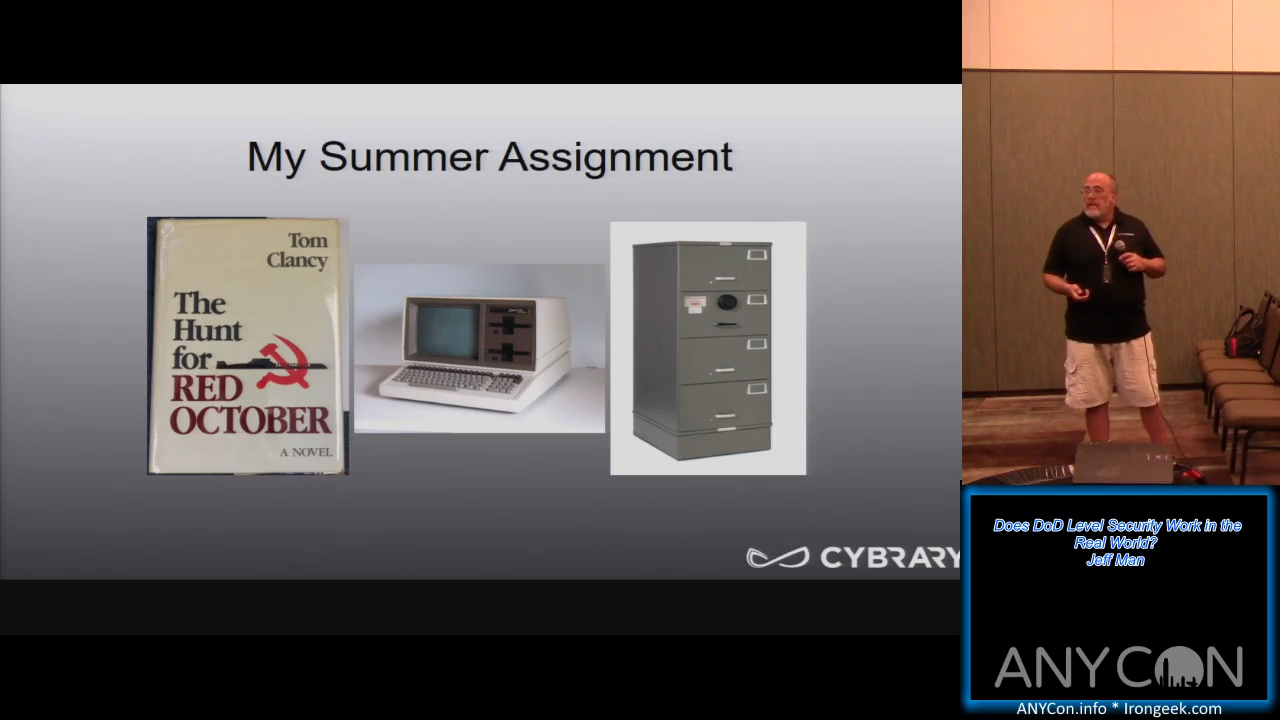 My Summer Assignment
Tom
Clancy
The
Hunt
for
RED
OCTOBER
A NOVEL
CYBRARY
Does DoD Level Security Work in the
Real World?
Jeff Man
ANYCON
ANYCon.info * Irongeek.com